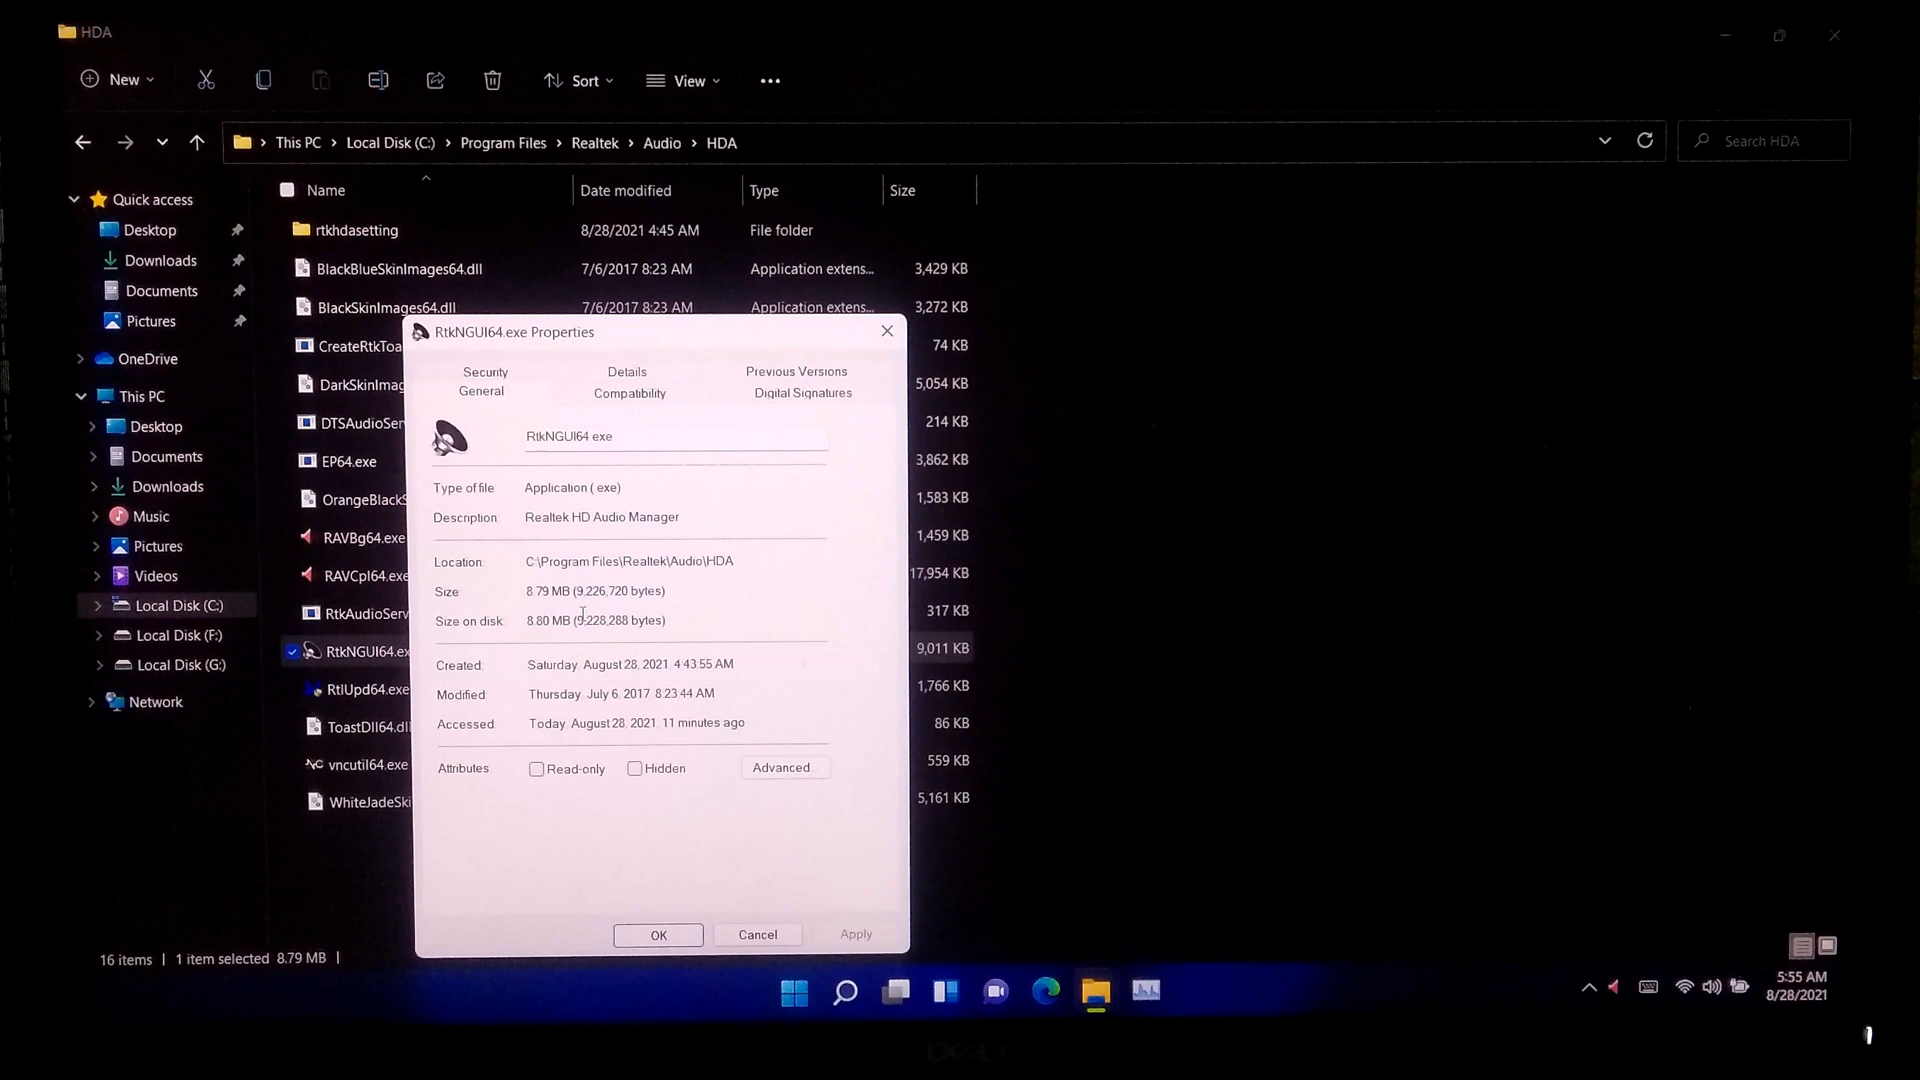 HDA
New
Sort
View
This PC > Local Disk (C:) > Program Files > Realtek > Audio > HDA
Search HDA
Name Date modified Type Size
Quick access
Desktop
Downloads
Documents
Pictures
OneDrive
This PC
Desktop
Documents
Downloads
Music
Pictures
Videos
Local Disk (C:)
Local Disk (F:)
Local Disk (G:)
Network
rtkhdasetting 8/28/2021 4:45 AM File folder
BlackBlueSkinImages64.dll 7/6/2017 8:23 AM Application extens... 3,429 KB
BlackSkinImages64.dll 7/6/2017 8:23 AM Application extens... 3,272 KB
CreateRtkToa 74 KB
DarkSkinImag 5,054 KB
DTSAudioServ 214 KB
EP64.exe 3,862 KB
OrangeBlackS 1,583 KB
RAVBg64.exe 1,459 KB
RAVCpl64.exe 17,954 KB
RtkAudioServ 317 KB
RtkNGUI64.ex 9,011 KB
RtlUpd64.exe 1,766 KB
ToastDll64.dl 86 KB
vncutil64.exe 559 KB
WhiteJadeSki 5,161 KB
RtkNGUI64.exe Properties
Security Details Previous Versions
General Compatibility Digital Signatures
RtkNGUI64 exe
Type of file Application (.exe)
Description: Realtek HD Audio Manager
Location: C:\Program Files\Realtek\Audio\HDA
Size 8.79 MB (9,226,720 bytes)
Size on disk: 8.80 MB (9,228,288 bytes)
Created: Saturday, August 28, 2021, 4:43:55 AM
Modified: Thursday, July 6, 2017, 8:23:44 AM
Accessed: Today, August 28, 2021, 11 minutes ago
Attributes: Read-only Hidden Advanced...
OK Cancel Apply
16 items | 1 item selected 8.79 MB |
5:55 AM
8/28/2021
DELL